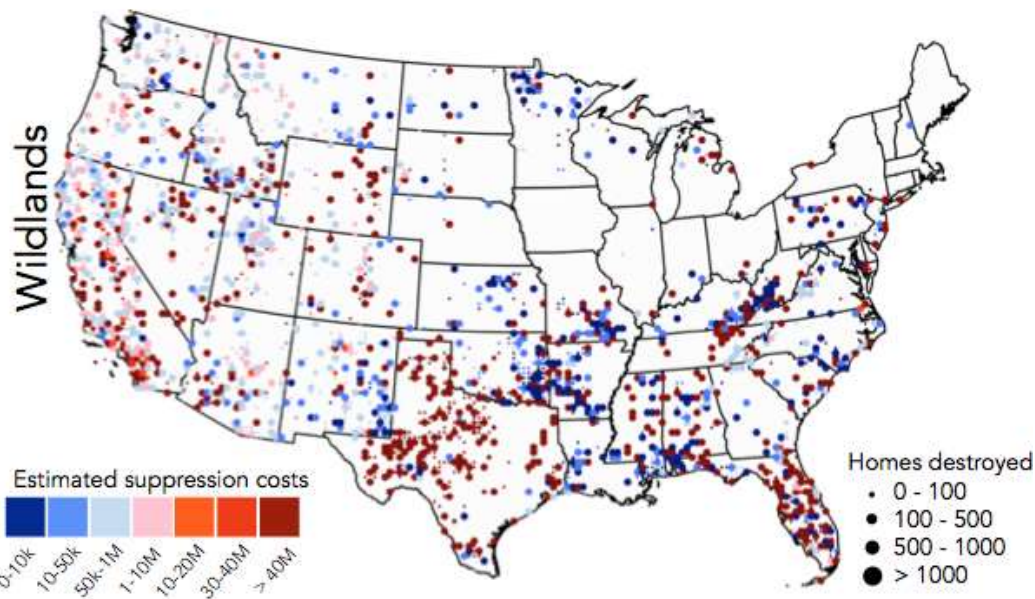 Wildlands
Estimated suppression costs
0-10k
10-50k
50k-1M
1-10M
10-20M
30-40M
> 40M
Homes destroyed
0 - 100
100 - 500
500 - 1000
> 1000